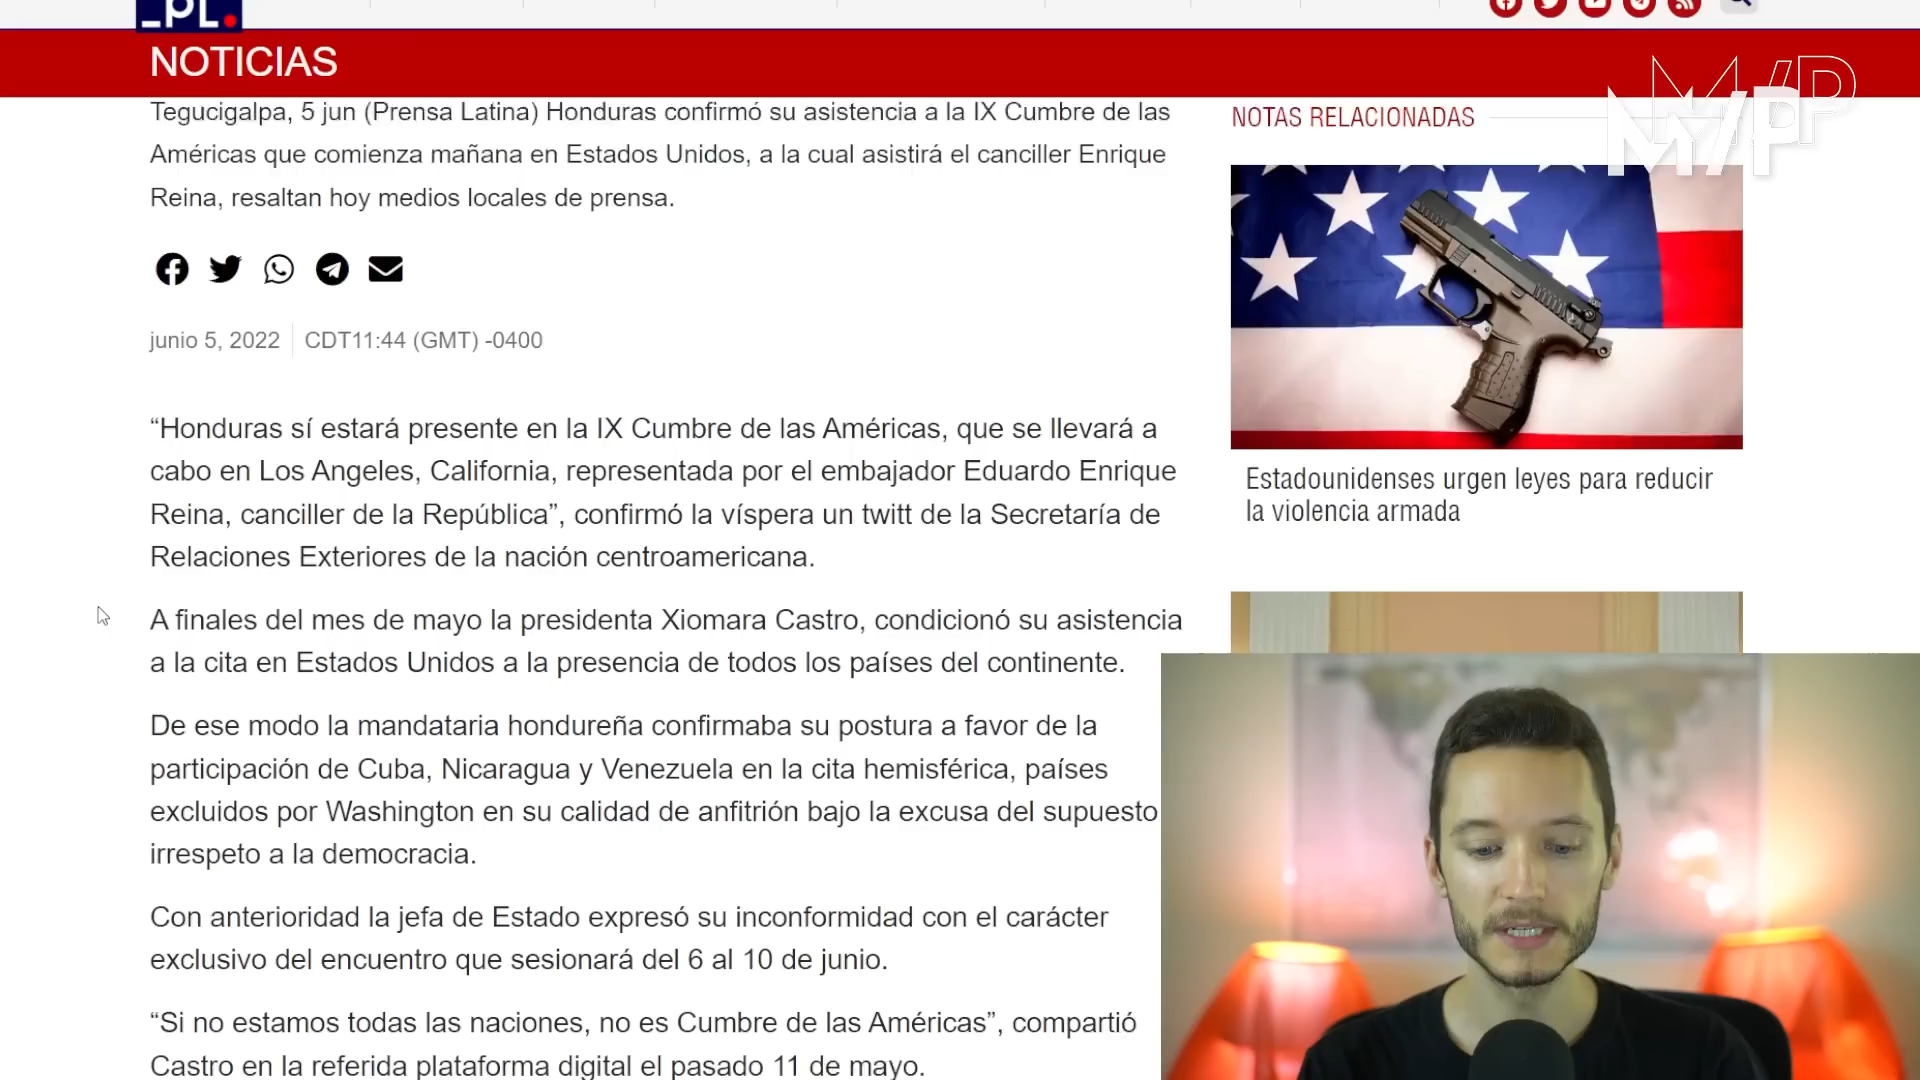 _PL.
NOTICIAS
Tegucigalpa, 5 jun (Prensa Latina) Honduras confirmó su asistencia a la IX Cumbre de las
Américas que comienza mañana en Estados Unidos, a la cual asistirá el canciller Enrique
Reina, resaltan hoy medios locales de prensa.
junio 5, 2022
CDT11:44 (GMT) -0400
“Honduras sí estará presente en la IX Cumbre de las Américas, que se llevará a
cabo en Los Angeles, California, representada por el embajador Eduardo Enrique
Reina, canciller de la República”, confirmó la víspera un twitt de la Secretaría de
Relaciones Exteriores de la nación centroamericana.
A finales del mes de mayo la presidenta Xiomara Castro, condicionó su asistencia
a la cita en Estados Unidos a la presencia de todos los países del continente.
De ese modo la mandataria hondureña confirmaba su postura a favor de la
participación de Cuba, Nicaragua y Venezuela en la cita hemisférica, países
excluidos por Washington en su calidad de anfitrión bajo la excusa del supuesto
irrespeto a la democracia.
Con anterioridad la jefa de Estado expresó su inconformidad con el carácter
exclusivo del encuentro que sesionará del 6 al 10 de junio.
“Si no estamos todas las naciones, no es Cumbre de las Américas”, compartió
Castro en la referida plataforma digital el pasado 11 de mayo.
NOTAS RELACIONADAS
Estadounidenses urgen leyes para reducir
la violencia armada